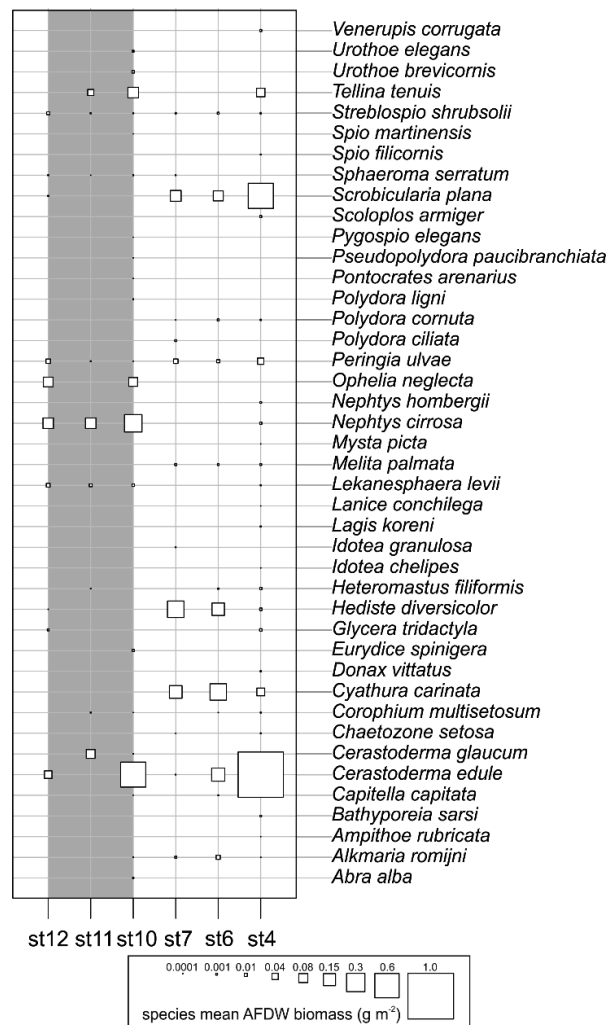 Venerupis corrugata
Urothoe elegans
Urothoe brevicornis
Tellina tenuis
Streblospio shrubsolii
Spio martinensis
Spio filicornis
Sphaeroma serratum
Scrobicularia plana
Scoloplos armiger
Pygospio elegans
Pseudopolydora paucibranchiata
Pontocrates arenarius
Polydora ligni
Polydora cornuta
Polydora ciliata
Peringia ulvae
Ophelia neglecta
Nephtys hombergii
Nephtys cirrosa
Mysta picta
Melita palmata
Lekanesphaera levii
Lanice conchilega
Lagis koreni
Idotea granulosa
Idotea chelipes
Heteromastus filiformis
Hediste diversicolor
Glycera tridactyla
Eurydice spinigera
Donax vittatus
Cyathura carinata
Corophium multisetosum
Chaetozone setosa
Cerastoderma glaucum
Cerastoderma edule
Capitella capitata
Bathyporeia sarsi
Ampithoe rubricata
Alkmaria romijni
Abra alba
st12 st11 st10 st7 st6 st4
0.0001 0.001 0.01 0.04 0.08 0.15 0.3 0.6 1.0
species mean AFDW biomass (g m⁻²)